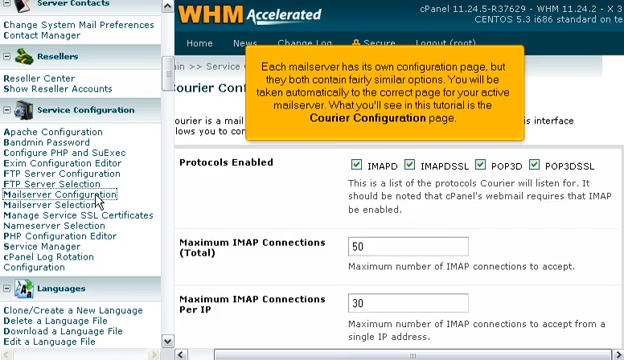 Server Contacts
Change System Mail Preferences
Contact Manager
Resellers
Reseller Center
Show Reseller Accounts
Service Configuration
Apache Configuration
Bandmin Password
Configure PHP and SuExec
Exim Configuration Editor
FTP Server Configuration
FTP Server Selection
Mailserver Configuration
Mailserver Selection
Manage Service SSL Certificates
Nameserver Selection
PHP Configuration Editor
Service Manager
cPanel Log Rotation
Configuration
Languages
Clone/Create a New Language
Delete a Language File
Download a Language File
Edit a Language File
WHM Accelerated
cPanel 11.24.5-R37629 - WHM 11.24.2 - X 3
CENTOS 5.3 i686 standard on te
Home News Change Log Secure Logout (root)
Each mailserver has its own configuration page, but
they both contain fairly similar options. You will be
taken automatically to the correct page for your active
mailserver. What you'll see in this tutorial is the
Courier Configuration page.
ain >> Service
ourier is a mail
interface
lows you to con
Protocols Enabled
IMAPD IMAPDSSL POP3D POP3DSSL
This is a list of the protocols Courier will listen for. It
should be noted that cPanel's webmail requires that IMAP
be enabled.
Maximum IMAP Connections
(Total)
50
Maximum number of IMAP connections to accept.
Maximum IMAP Connections
Per IP
30
Maximum number of IMAP connections to accept from a
single IP address.